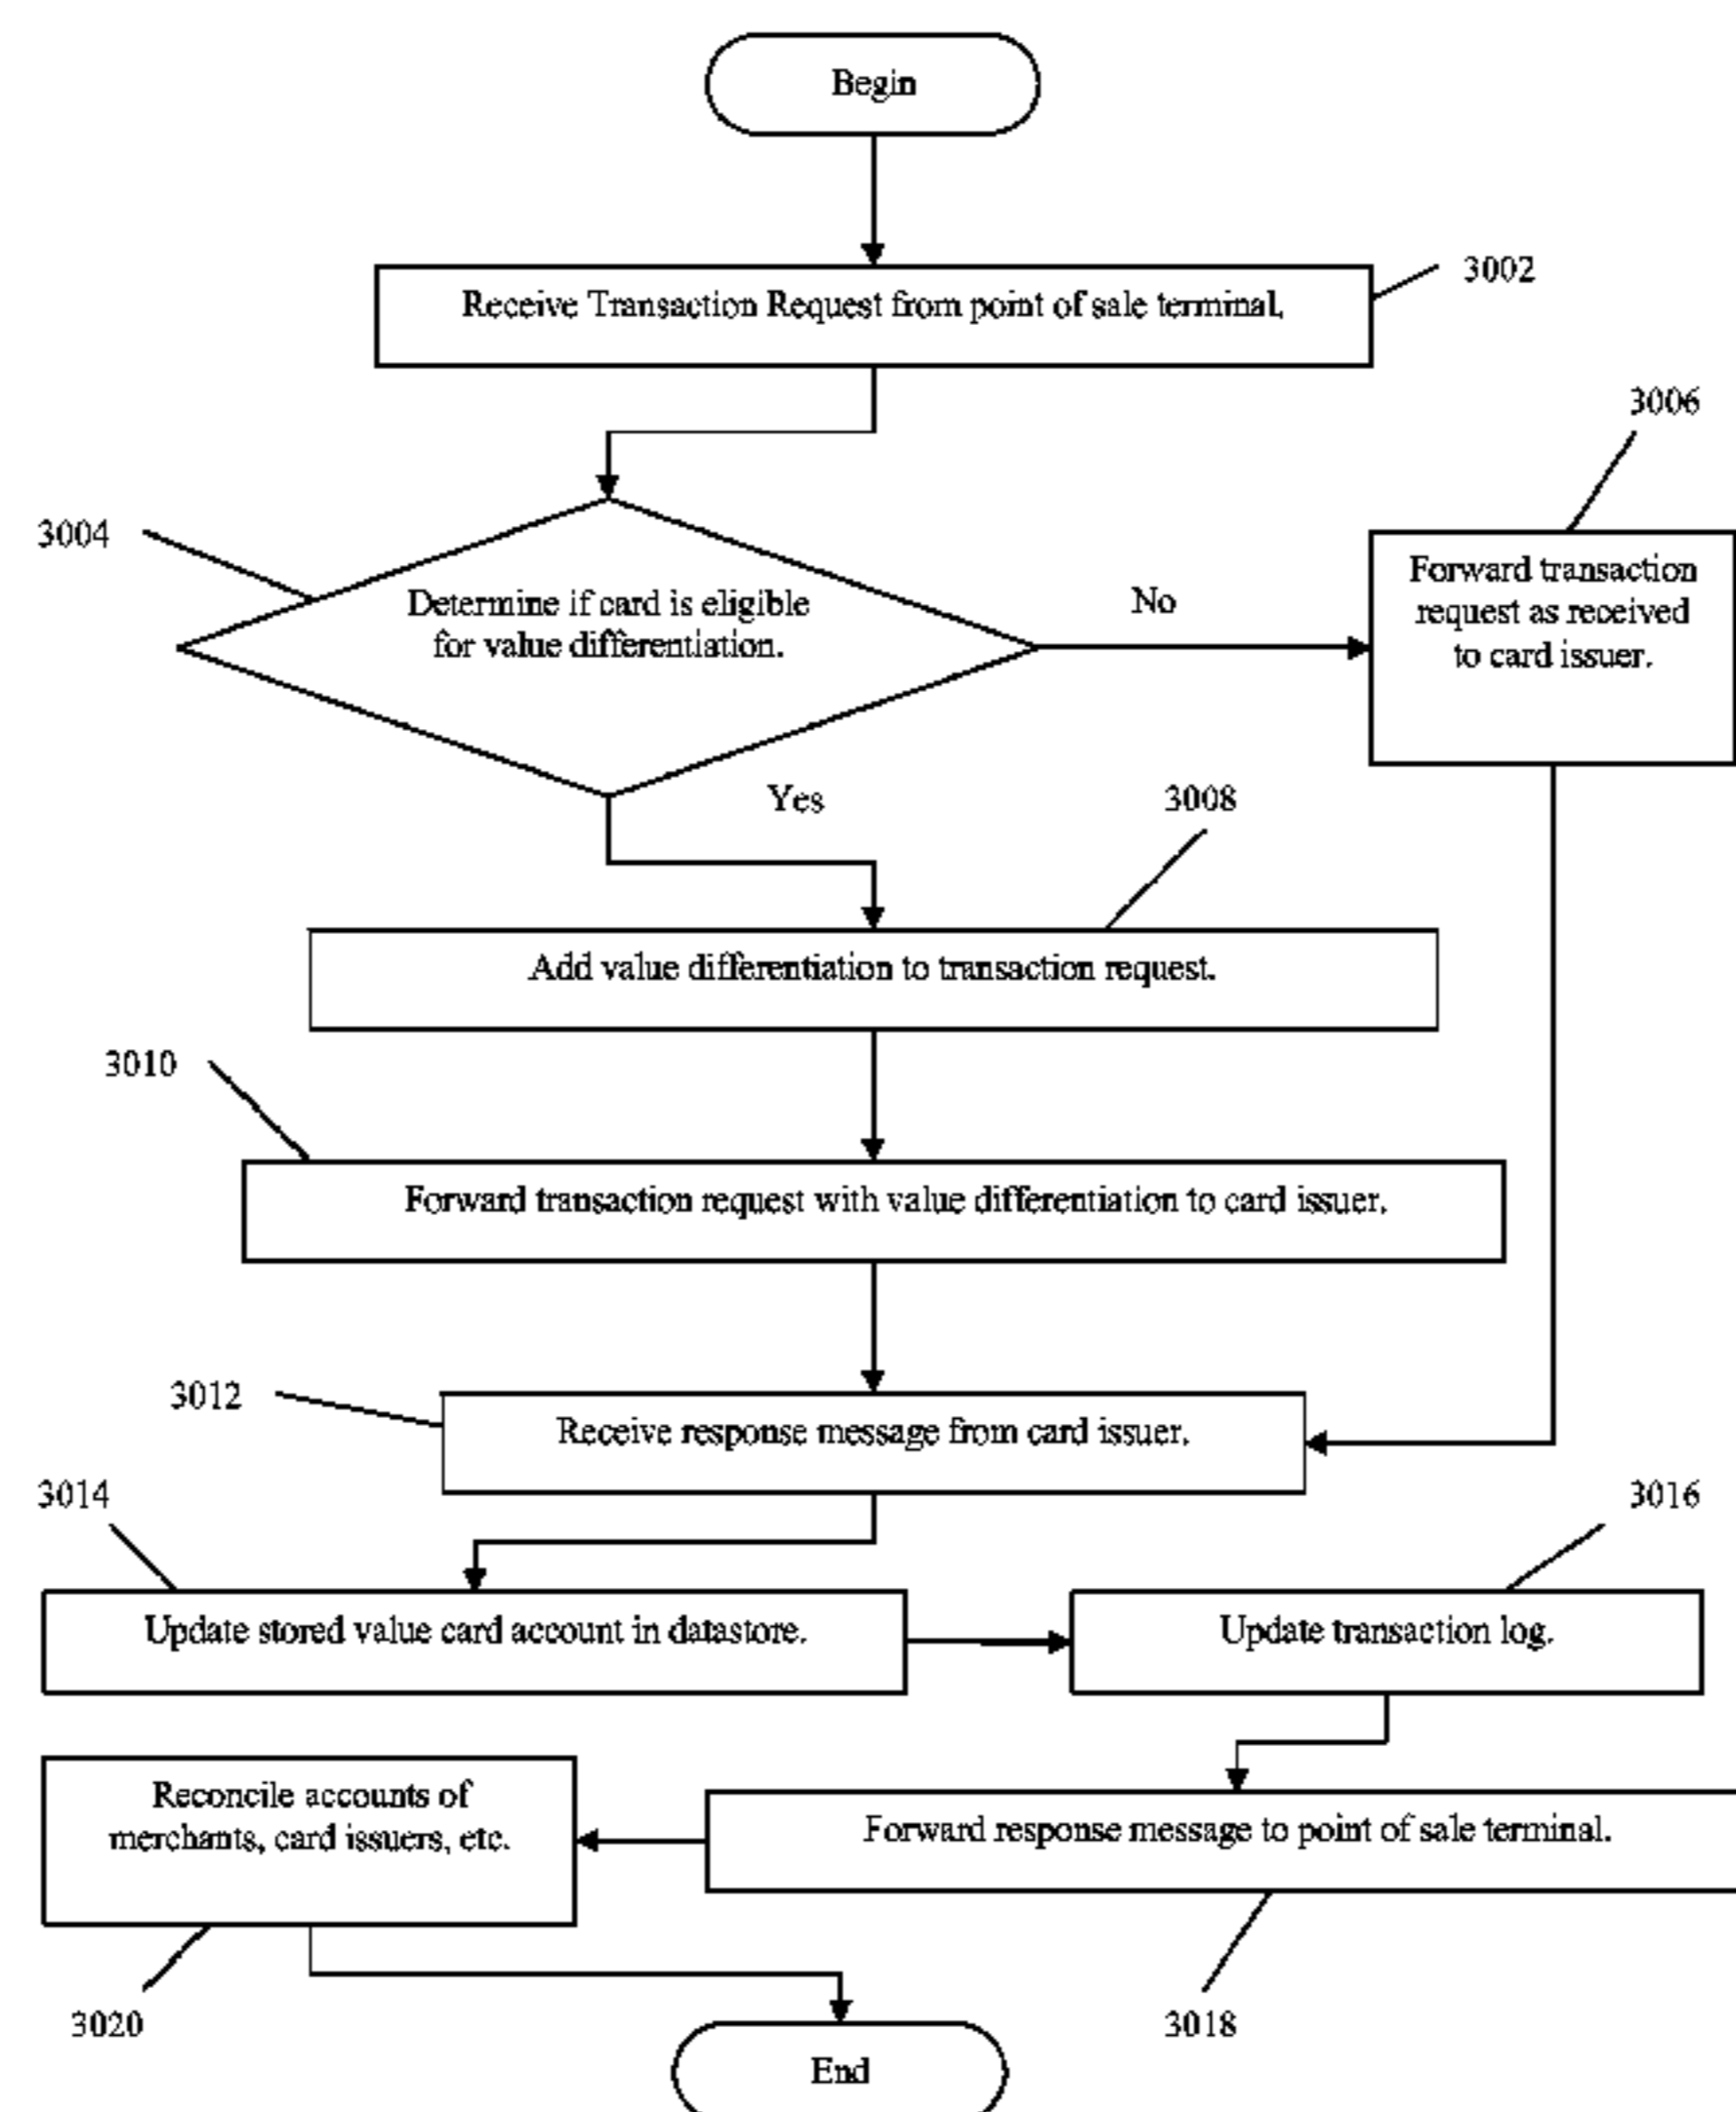 Begin
Receive Transaction Request from point of sale terminal.
3002
3006
3004
Determine if card is eligible
for value differentiation.
No
Forward transaction
request as received
to card issuer.
Yes
3008
Add value differentiation to transaction request.
3010
Forward transaction request with value differentiation to card issuer.
3012
Receive response message from card issuer.
3014
3016
Update stored value card account in datastore.
Update transaction log.
Reconcile accounts of
merchants, card issuers, etc.
Forward response message to point of sale terminal.
3020
3018
End